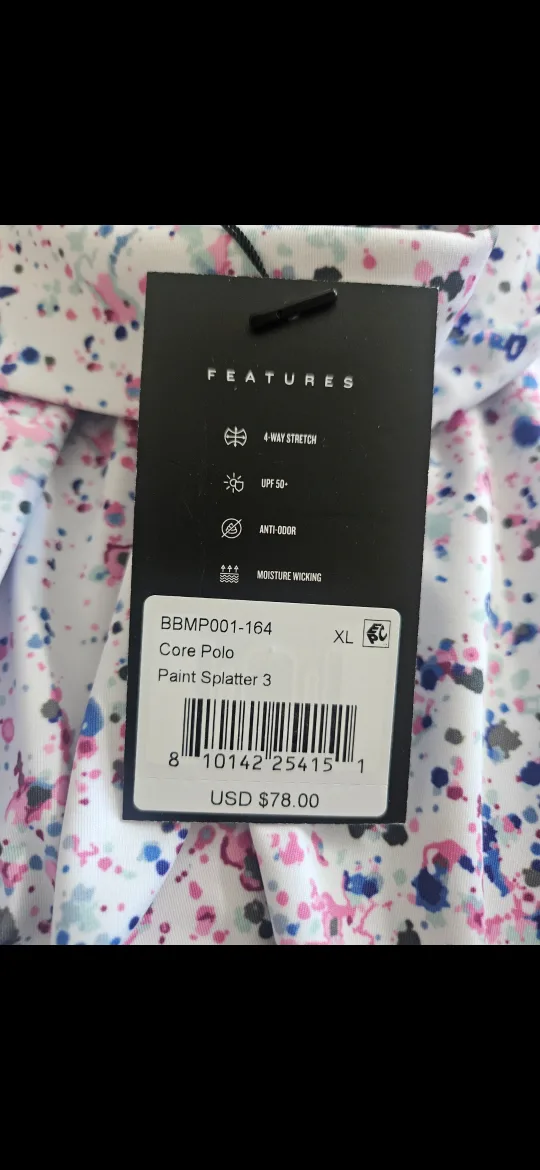 FEATURES
4-WAY STRETCH
UPF 50+
ANTI-ODOR
MOISTURE WICKING
BBMP001-164
XL
Core Polo
Paint Splatter 3
8 10142 25415 1
USD $78.00